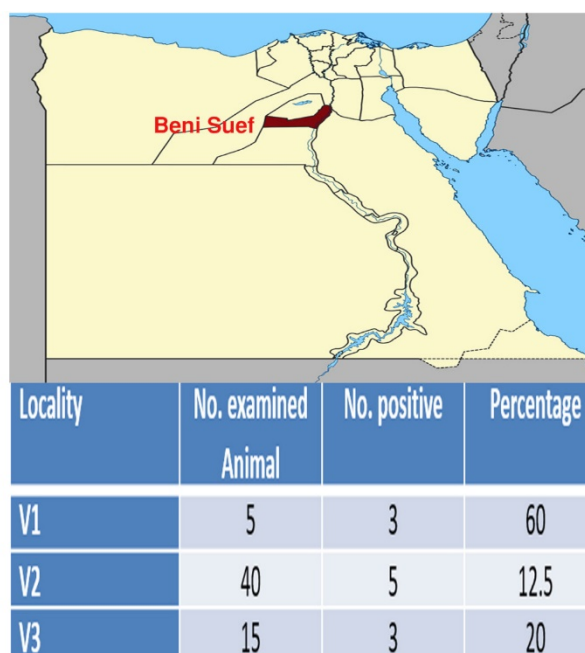 Beni Suef
Locality No. examined Animal No. positive Percentage
V1 5 3 60
V2 40 5 12.5
V3 15 3 20